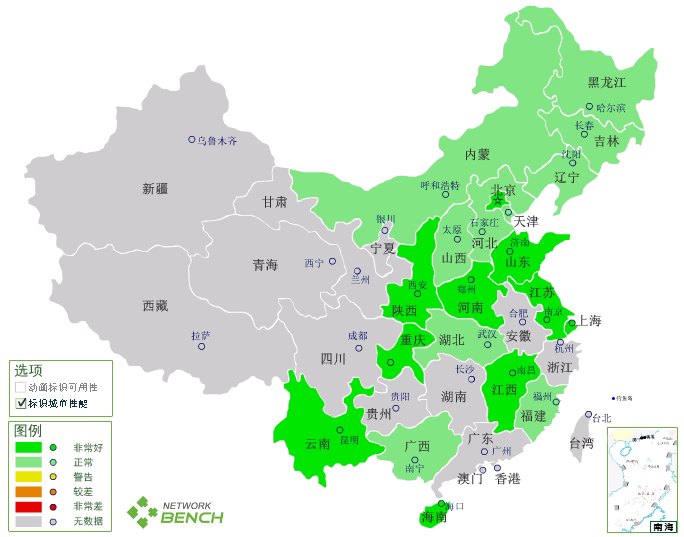 黑龙江
哈尔滨
长春
吉林
沈阳
辽宁
内蒙
呼和浩特
北京
天津
乌鲁木齐
新疆
甘肃
银川
宁夏
太原
石家庄
河北
山西
济南
山东
青海
西宁
兰州
西安
陕西
郑州
河南
江苏
南京
上海
合肥
安徽
杭州
浙江
西藏
拉萨
成都
四川
重庆
湖北
武汉
长沙
湖南
南昌
江西
福州
福建
钓鱼岛
台北
台湾
贵阳
贵州
云南
昆明
广西
南宁
广东
广州
澳门
香港
海口
海南
南海
选项
动画标识可用性
标识城市性能
图例
非常好
正常
警告
较差
非常差
无数据
NETWORK
BENCH